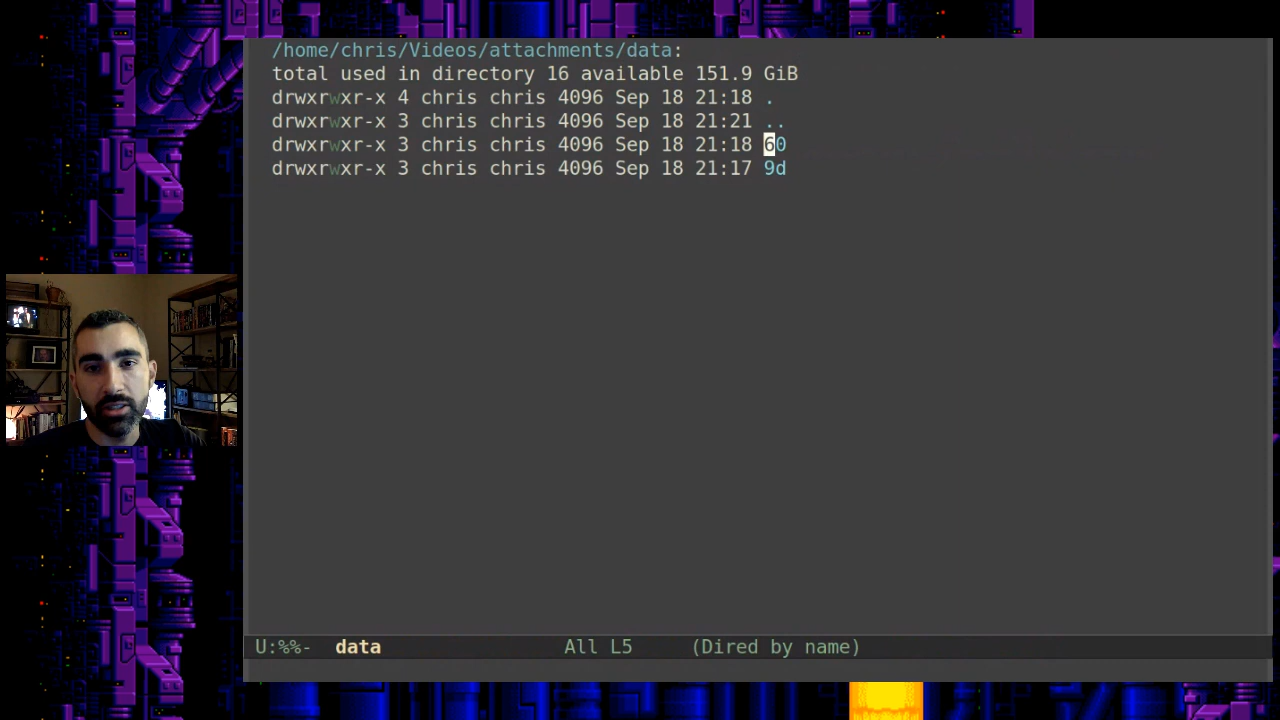 /home/chris/Videos/attachments/data:
total used in directory 16 available 151.9 GiB
drwxrwxr-x 4 chris chris 4096 Sep 18 21:18 .
drwxrwxr-x 3 chris chris 4096 Sep 18 21:21 ..
drwxrwxr-x 3 chris chris 4096 Sep 18 21:18 60
drwxrwxr-x 3 chris chris 4096 Sep 18 21:17 9d
U:%%- data All L5 (Dired by name)